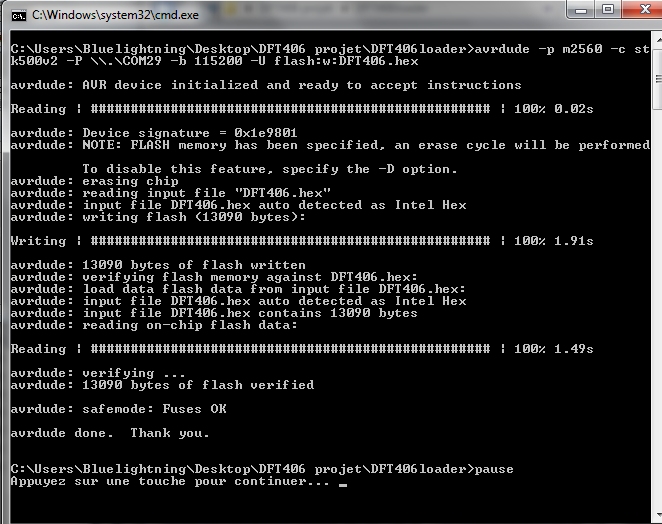 C:\Windows\system32\cmd.exe
C:\Users\Bluelightning\Desktop\DFT406 projet\DFT406loader>avrdude -p m2560 -c st
k500v2 -P \\.\COM29 -b 115200 -U flash:w:DFT406.hex
avrdude: AVR device initialized and ready to accept instructions
Reading | ################################################## | 100% 0.02s
avrdude: Device signature = 0x1e9801
avrdude: NOTE: FLASH memory has been specified, an erase cycle will be performed
To disable this feature, specify the -D option.
avrdude: erasing chip
avrdude: reading input file "DFT406.hex"
avrdude: input file DFT406.hex auto detected as Intel Hex
avrdude: writing flash (13090 bytes):
Writing | ################################################## | 100% 1.91s
avrdude: 13090 bytes of flash written
avrdude: verifying flash memory against DFT406.hex:
avrdude: load data flash data from input file DFT406.hex:
avrdude: input file DFT406.hex auto detected as Intel Hex
avrdude: input file DFT406.hex contains 13090 bytes
avrdude: reading on-chip flash data:
Reading | ################################################## | 100% 1.49s
avrdude: verifying ...
avrdude: 13090 bytes of flash verified
avrdude: safemode: Fuses OK
avrdude done.  Thank you.
C:\Users\Bluelightning\Desktop\DFT406 projet\DFT406loader>pause
Appuyez sur une touche pour continuer... _